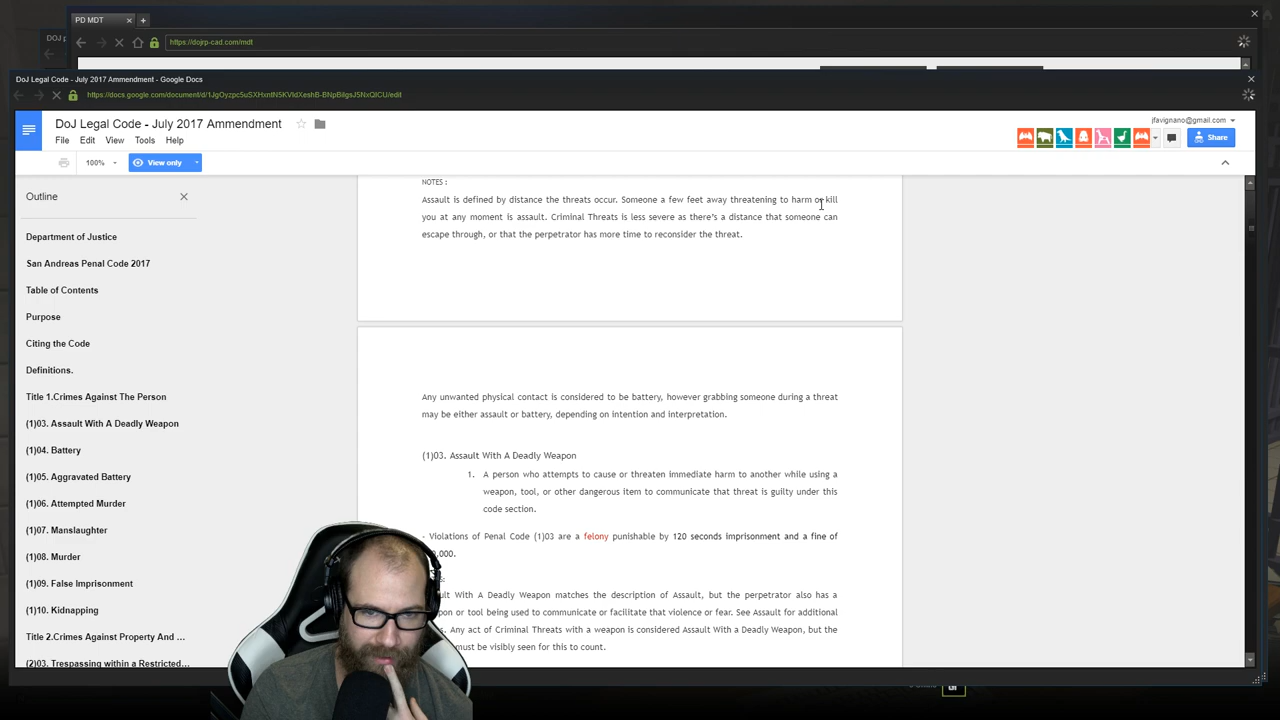 PD MDT
DOJ p
https://dojrp-cad.com/mdt
DoJ Legal Code - July 2017 Ammendment - Google Docs
DoJ Legal Code - July 2017 Ammendment
jfavignano@gmail.com
File Edit View Tools Help
Share
100%
View only
Outline
Department of Justice
San Andreas Penal Code 2017
Table of Contents
Purpose
Citing the Code
Definitions.
Title 1.Crimes Against The Person
(1)03. Assault With A Deadly Weapon
(1)04. Battery
(1)05. Aggravated Battery
(1)06. Attempted Murder
(1)07. Manslaughter
(1)08. Murder
(1)09. False Imprisonment
(1)10. Kidnapping
Title 2.Crimes Against Property And ...
(2)03. Trespassing within a Restricted...
NOTES :
Assault is defined by distance the threats occur. Someone a few feet away threatening to harm or kill
you at any moment is assault. Criminal Threats is less severe as there's a distance that someone can
escape through, or that the perpetrator has more time to reconsider the threat.
Any unwanted physical contact is considered to be battery, however grabbing someone during a threat
may be either assault or battery, depending on intention and interpretation.
(1)03. Assault With A Deadly Weapon
1. A person who attempts to cause or threaten immediate harm to another while using a
weapon, tool, or other dangerous item to communicate that threat is guilty under this
code section.
- Violations of Penal Code (1)03 are a felony punishable by 120 seconds imprisonment and a fine of
With A Deadly Weapon matches the description of Assault, but the perpetrator also has a
or tool being used to communicate or facilitate that violence or fear. See Assault for additional
Any act of Criminal Threats with a weapon is considered Assault With a Deadly Weapon, but the
must be visibly seen for this to count.